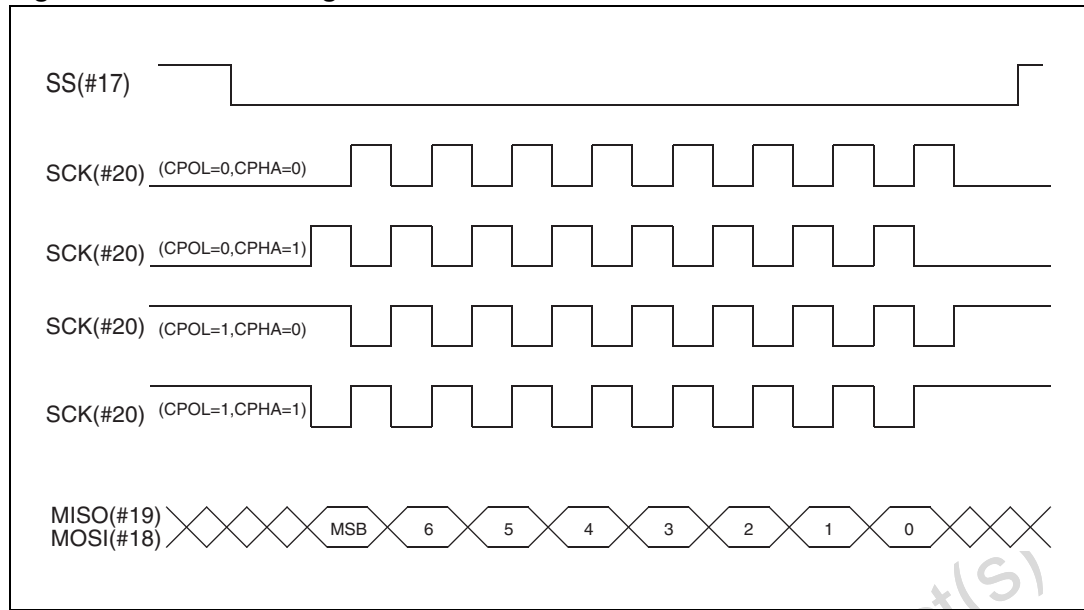 SS(#17)
SCK(#20) (CPOL=0,CPHA=0)
SCK(#20) (CPOL=0,CPHA=1)
SCK(#20) (CPOL=1,CPHA=0)
SCK(#20) (CPOL=1,CPHA=1)
MISO(#19)
MOSI(#18)
MSB 6 5 4 3 2 1 0